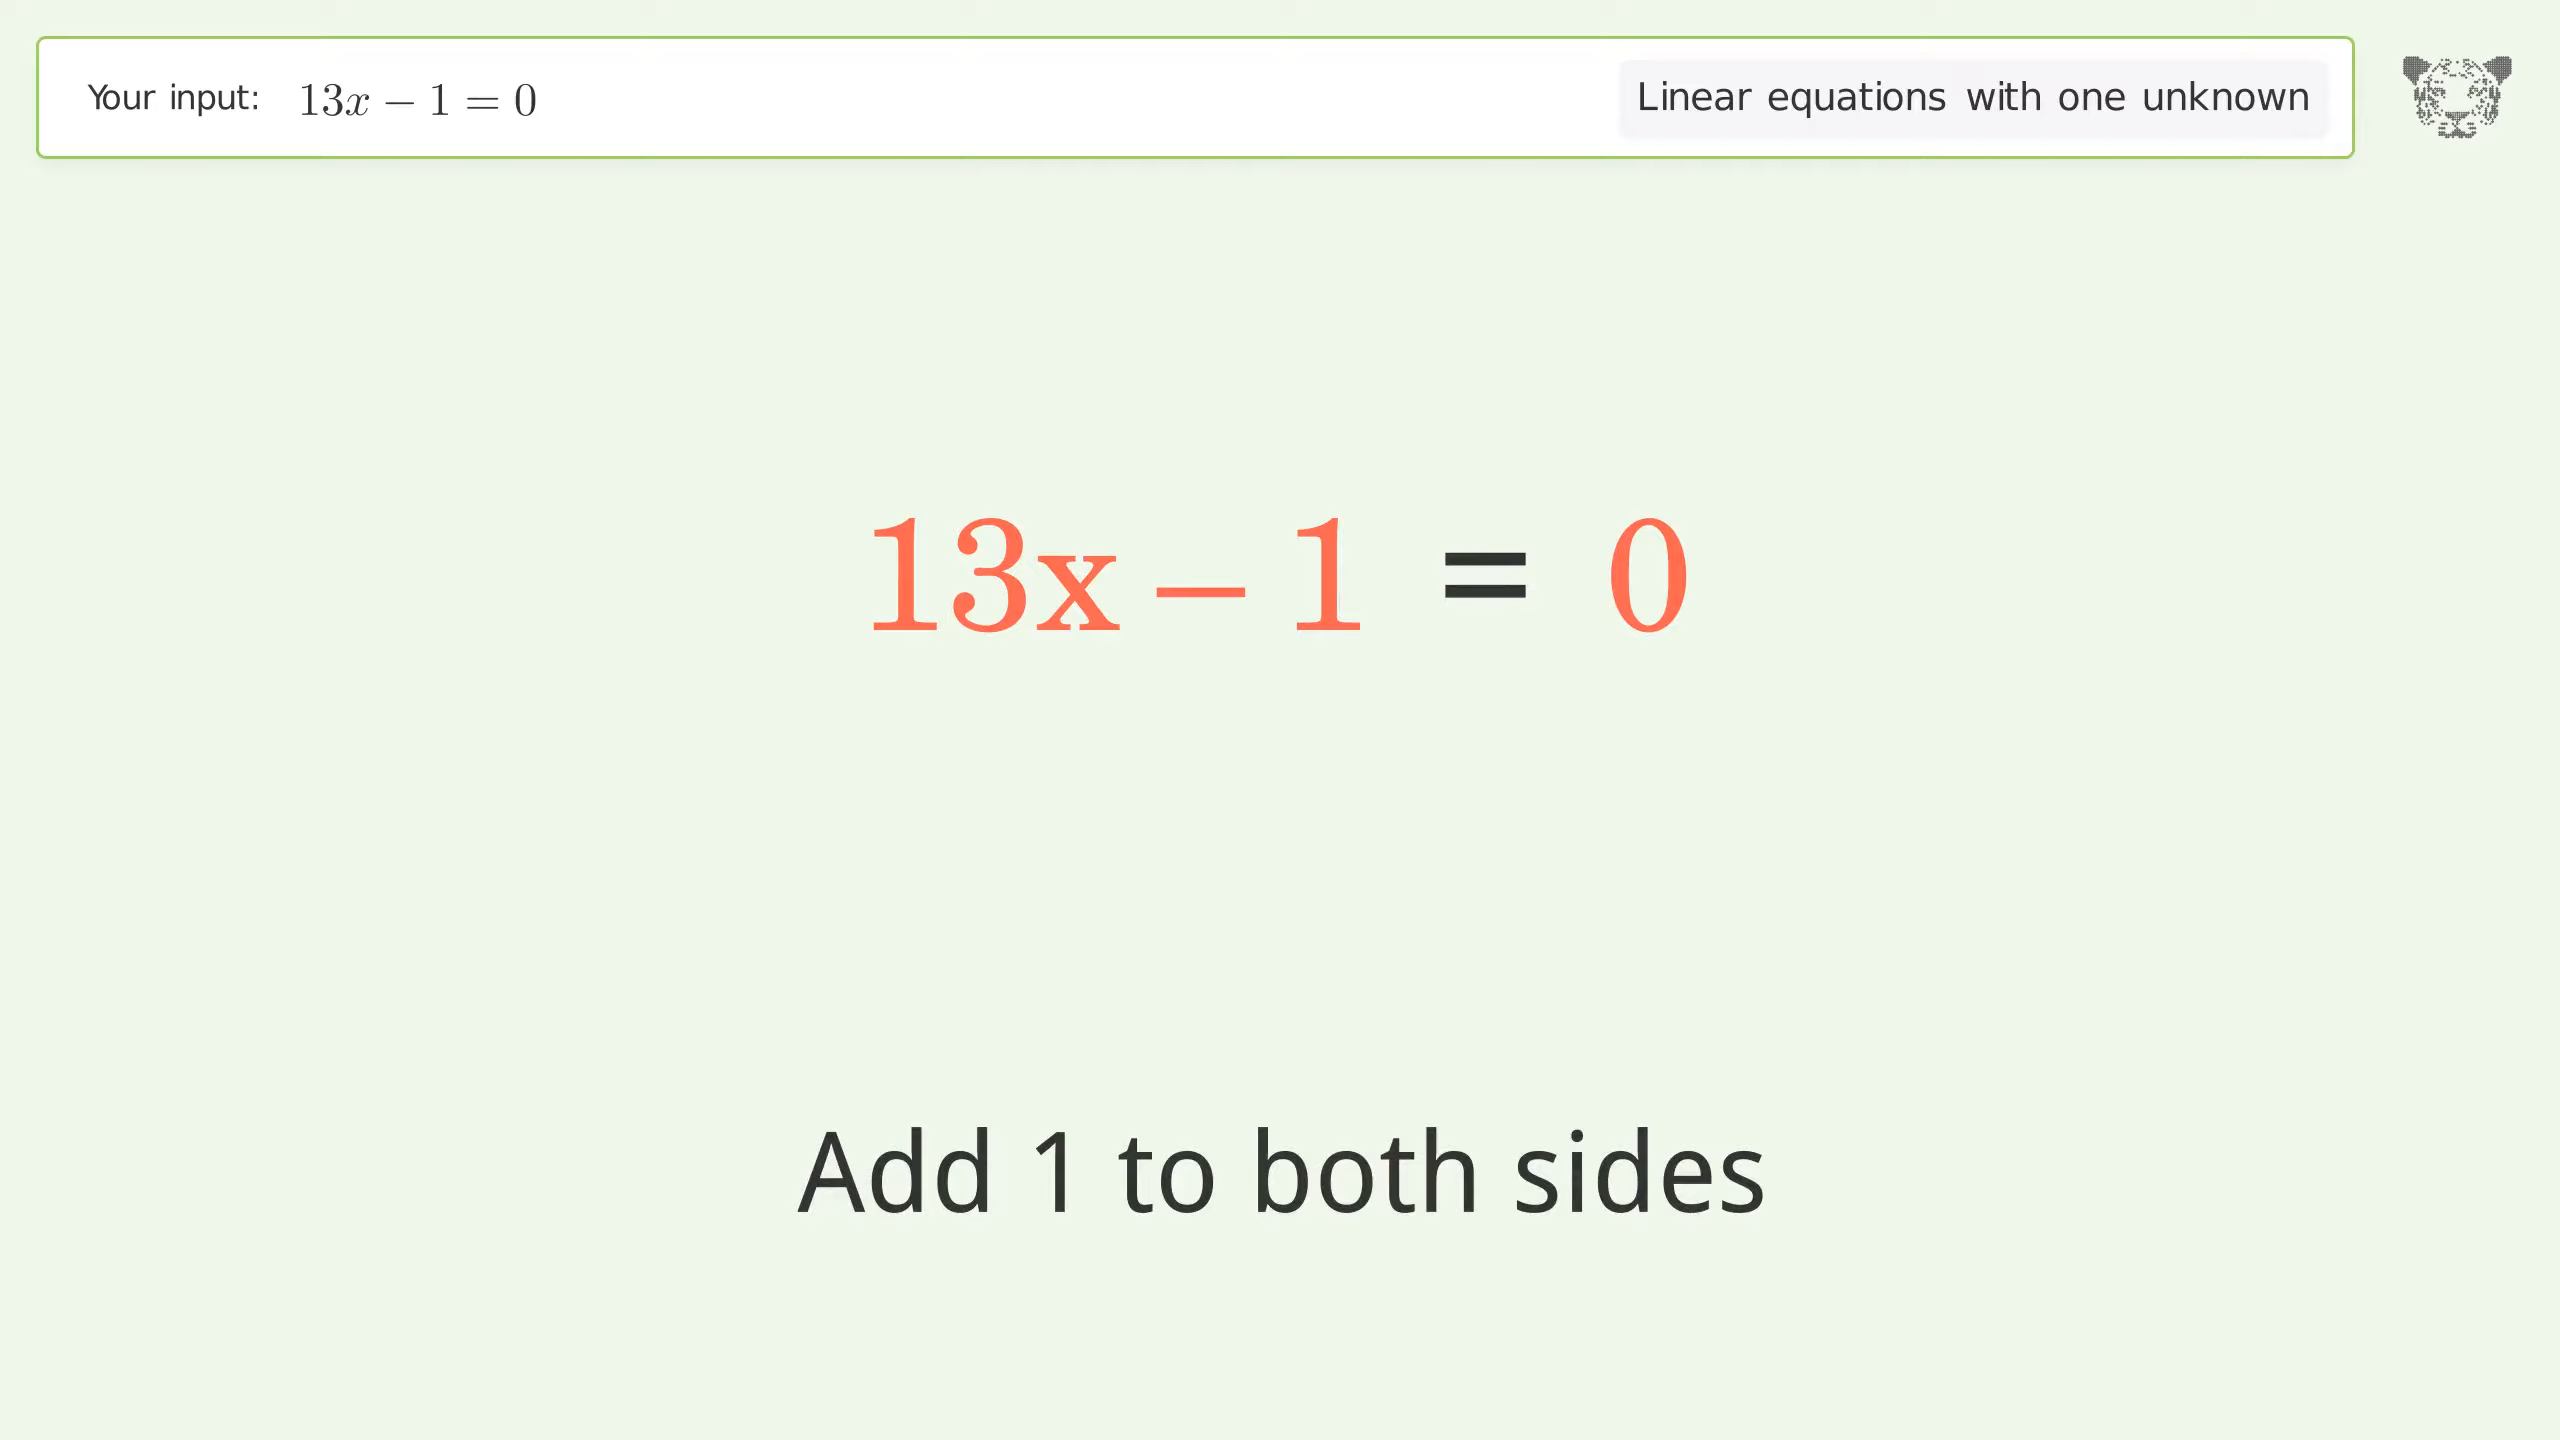 Your input: 13x − 1 = 0
Linear equations with one unknown
13x − 1 = 0
Add 1 to both sides